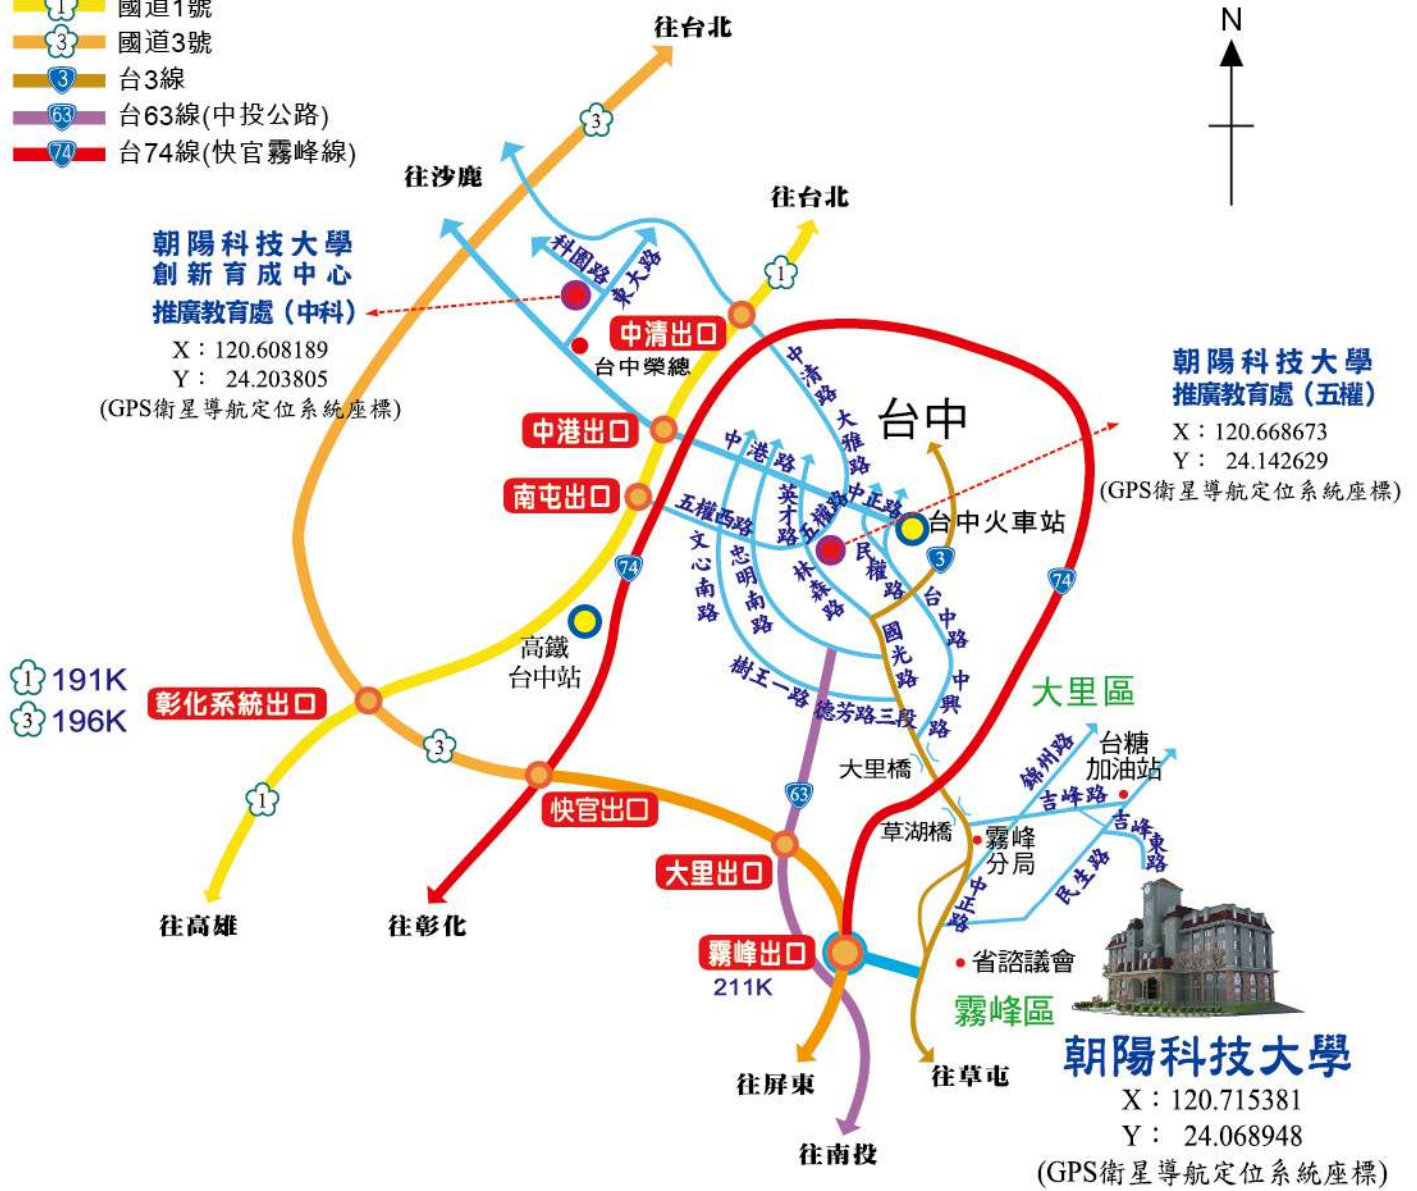 1 國道1號
3 國道3號
3 台3線
63 台63線(中投公路)
74 台74線(快官霧峰線)
N
往台北
3
往沙鹿
往台北
1
朝陽科技大學
創新育成中心
推廣教育處(中科)
X：120.608189
Y： 24.203805
(GPS衛星導航定位系統座標)
科園路
東大路
中清出口
台中榮總
中港出口
南屯出口
中清路
大雅路
台中
朝陽科技大學
推廣教育處(五權)
X：120.668673
Y： 24.142629
(GPS衛星導航定位系統座標)
中港路
英才路
五權路
中正路
五權西路
台中火車站
文心南路
忠明南路
林森路
民權路
3
74
74
台中路
國光路
高鐵
台中站
樹王一路
德芳路三段
中興路
1 191K
3 196K
彰化系統出口
3
1
快官出口
63
大里橋
大里區
錦州路
台糖
加油站
吉峰路
吉峰東路
草湖橋
霧峰
分局
民生路
中正路
大里出口
往高雄
往彰化
霧峰出口
211K
省諮議會
霧峰區
往屏東
往草屯
往南投
朝陽科技大學
X：120.715381
Y： 24.068948
(GPS衛星導航定位系統座標)